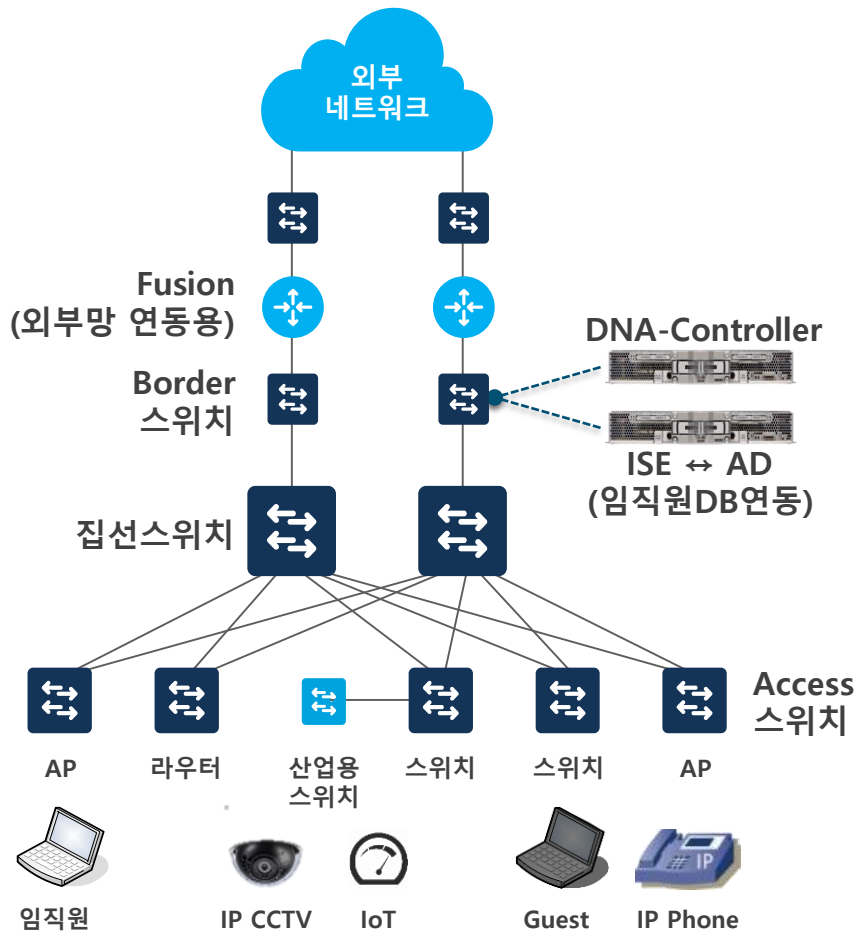 외부
네트워크
Fusion
(외부망 연동용)
DNA-Controller
Border
스위치
ISE ↔ AD
(임직원DB연동)
집선스위치
Access
스위치
AP
라우터
산업용
스위치
스위치
스위치
AP
IP
임직원
IP CCTV
IoT
Guest
IP Phone